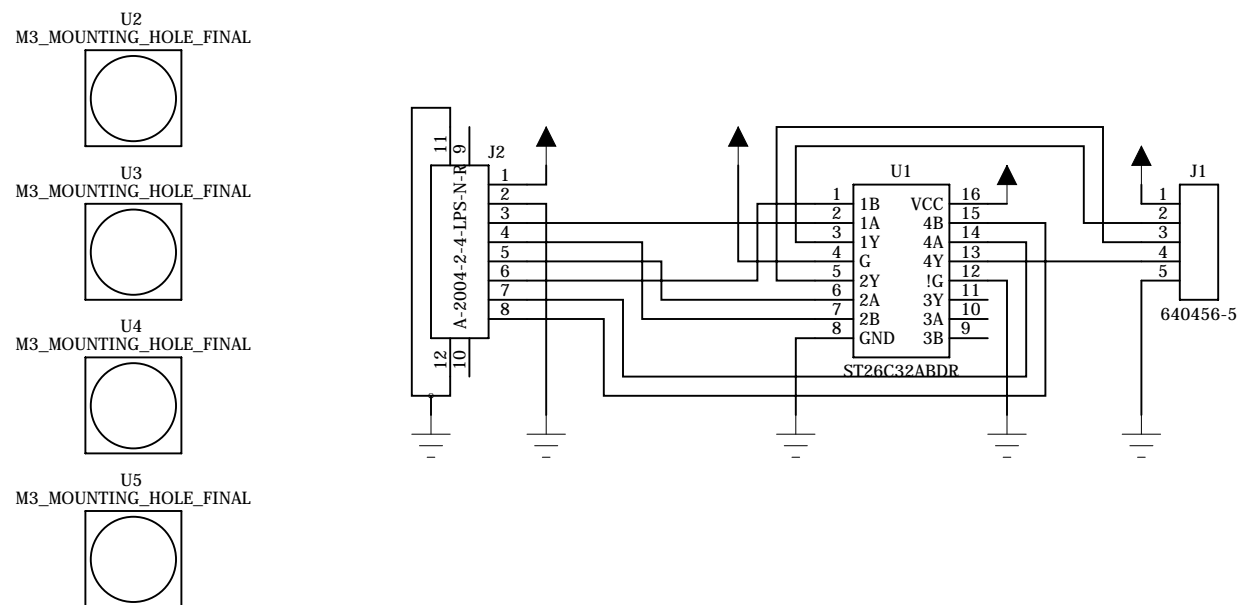 U2
M3_MOUNTING_HOLE_FINAL
U3
M3_MOUNTING_HOLE_FINAL
U4
M3_MOUNTING_HOLE_FINAL
U5
M3_MOUNTING_HOLE_FINAL
11
9
J2
A-2004-2-4-LPS-N-R
1
2
3
4
5
6
7
8
12
10
U1
1 1B VCC 16
2 1A 4B 15
3 1Y 4A 14
4 G 4Y 13
5 2Y !G 12
6 2A 3Y 11
7 2B 3A 10
8 GND 3B 9
ST26C32ABDR
J1
1
2
3
4
5
640456-5